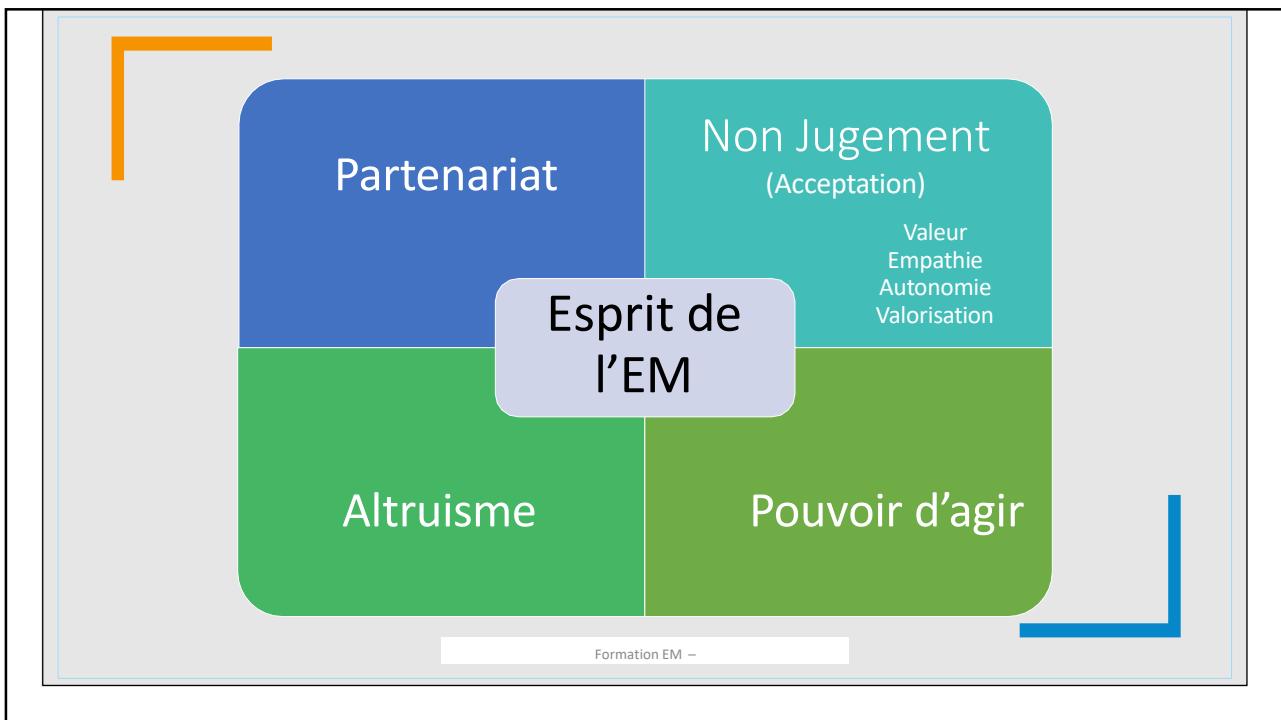 Partenariat
Non Jugement
(Acceptation)
Valeur
Empathie
Autonomie
Valorisation
Esprit de
l’EM
Altruisme
Pouvoir d’agir
Formation EM –